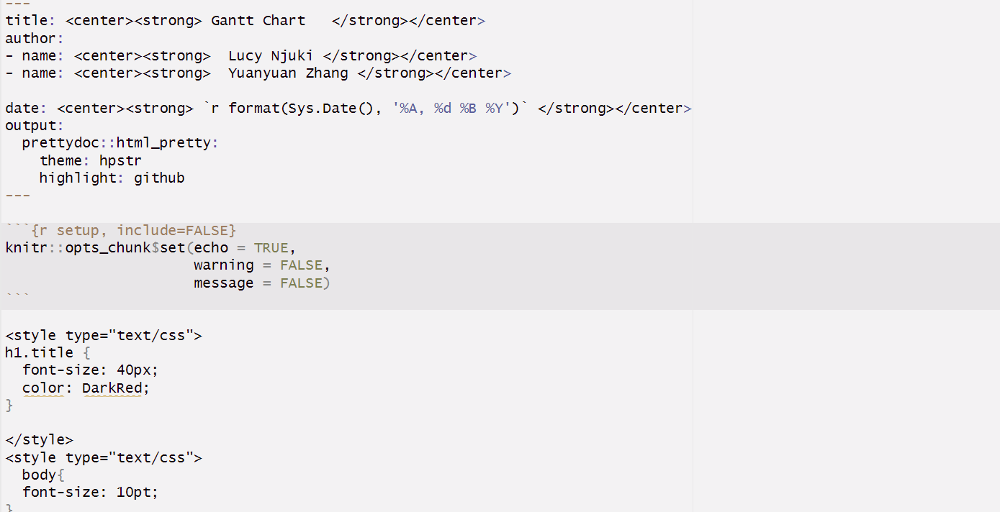 ---
title: <center><strong> Gantt Chart   </strong></center>
author:
- name: <center><strong>  Lucy Njuki </strong></center>
- name: <center><strong>  Yuanyuan Zhang </strong></center>

date: <center><strong> `r format(Sys.Date(), '%A, %d %B %Y')` </strong></center>
output:
  prettydoc::html_pretty:
    theme: hpstr
    highlight: github
---

```{r setup, include=FALSE}
knitr::opts_chunk$set(echo = TRUE,
                      warning = FALSE,
                      message = FALSE)
```

<style type="text/css">
h1.title {
  font-size: 40px;
  color: DarkRed;
}

</style>
<style type="text/css">
  body{
  font-size: 10pt;
}